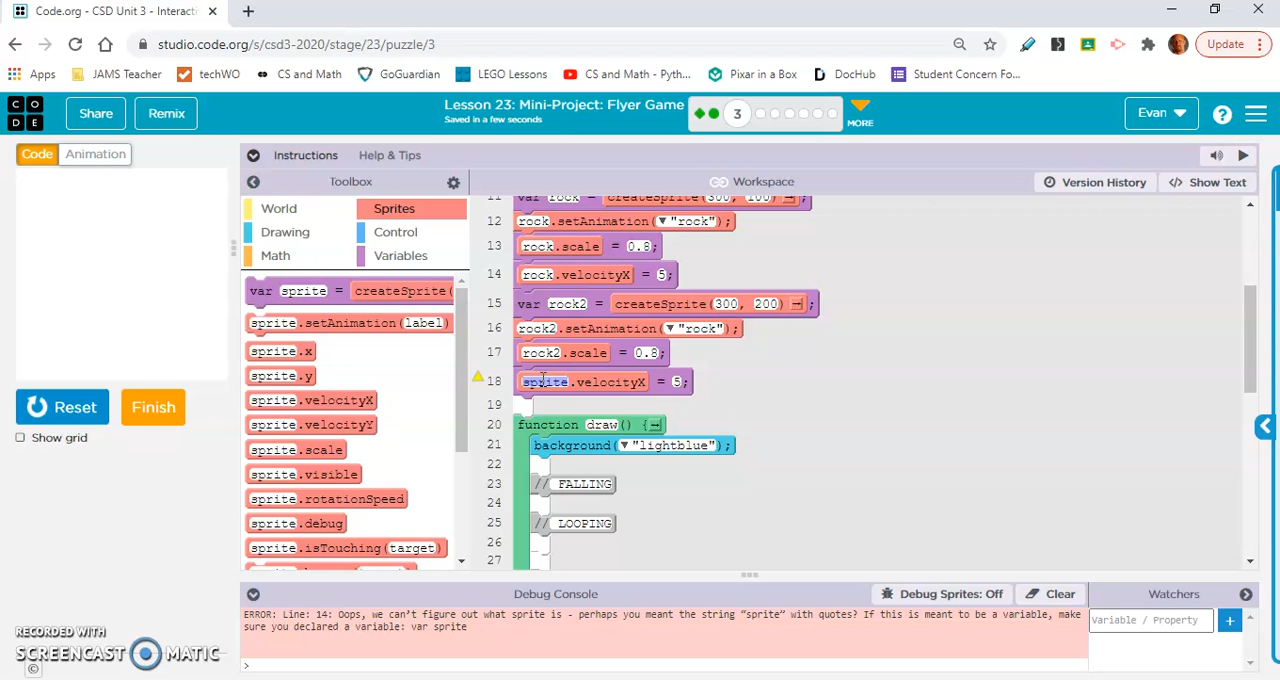 Code.org - CSD Unit 3 - Interacti
studio.code.org/s/csd3-2020/stage/23/puzzle/3
Update
Apps JAMS Teacher techWO CS and Math GoGuardian LEGO Lessons CS and Math - Pyth... Pixar in a Box DocHub Student Concern Fo...
C O D E
Share
Remix
Lesson 23: Mini-Project: Flyer Game
Saved in a few seconds
3
MORE
Evan
?
Code Animation
Instructions Help & Tips
Toolbox
Workspace
Version History
</> Show Text
World Sprites
Drawing Control
Math Variables
var sprite = createSprite(
sprite.setAnimation(label)
sprite.x
sprite.y
sprite.velocityX
sprite.velocityY
sprite.scale
sprite.visible
sprite.rotationSpeed
sprite.debug
sprite.isTouching(target)
11 var rock = createSprite(300, 100);
12 rock.setAnimation("rock");
13 rock.scale = 0.8;
14 rock.velocityX = 5;
15 var rock2 = createSprite(300, 200);
16 rock2.setAnimation("rock");
17 rock2.scale = 0.8;
18 sprite.velocityX = 5;
19
20 function draw() {
21 background("lightblue");
22
23 // FALLING
24
25 // LOOPING
26
27
Reset
Finish
Show grid
Debug Console
Debug Sprites: Off
Clear
Watchers
ERROR: Line: 14: Oops, we can't figure out what sprite is - perhaps you meant the string "sprite" with quotes? If this is meant to be a variable, make
sure you declared a variable: var sprite
>
Variable / Property
+
RECORDED WITH
SCREENCAST MATIC
©